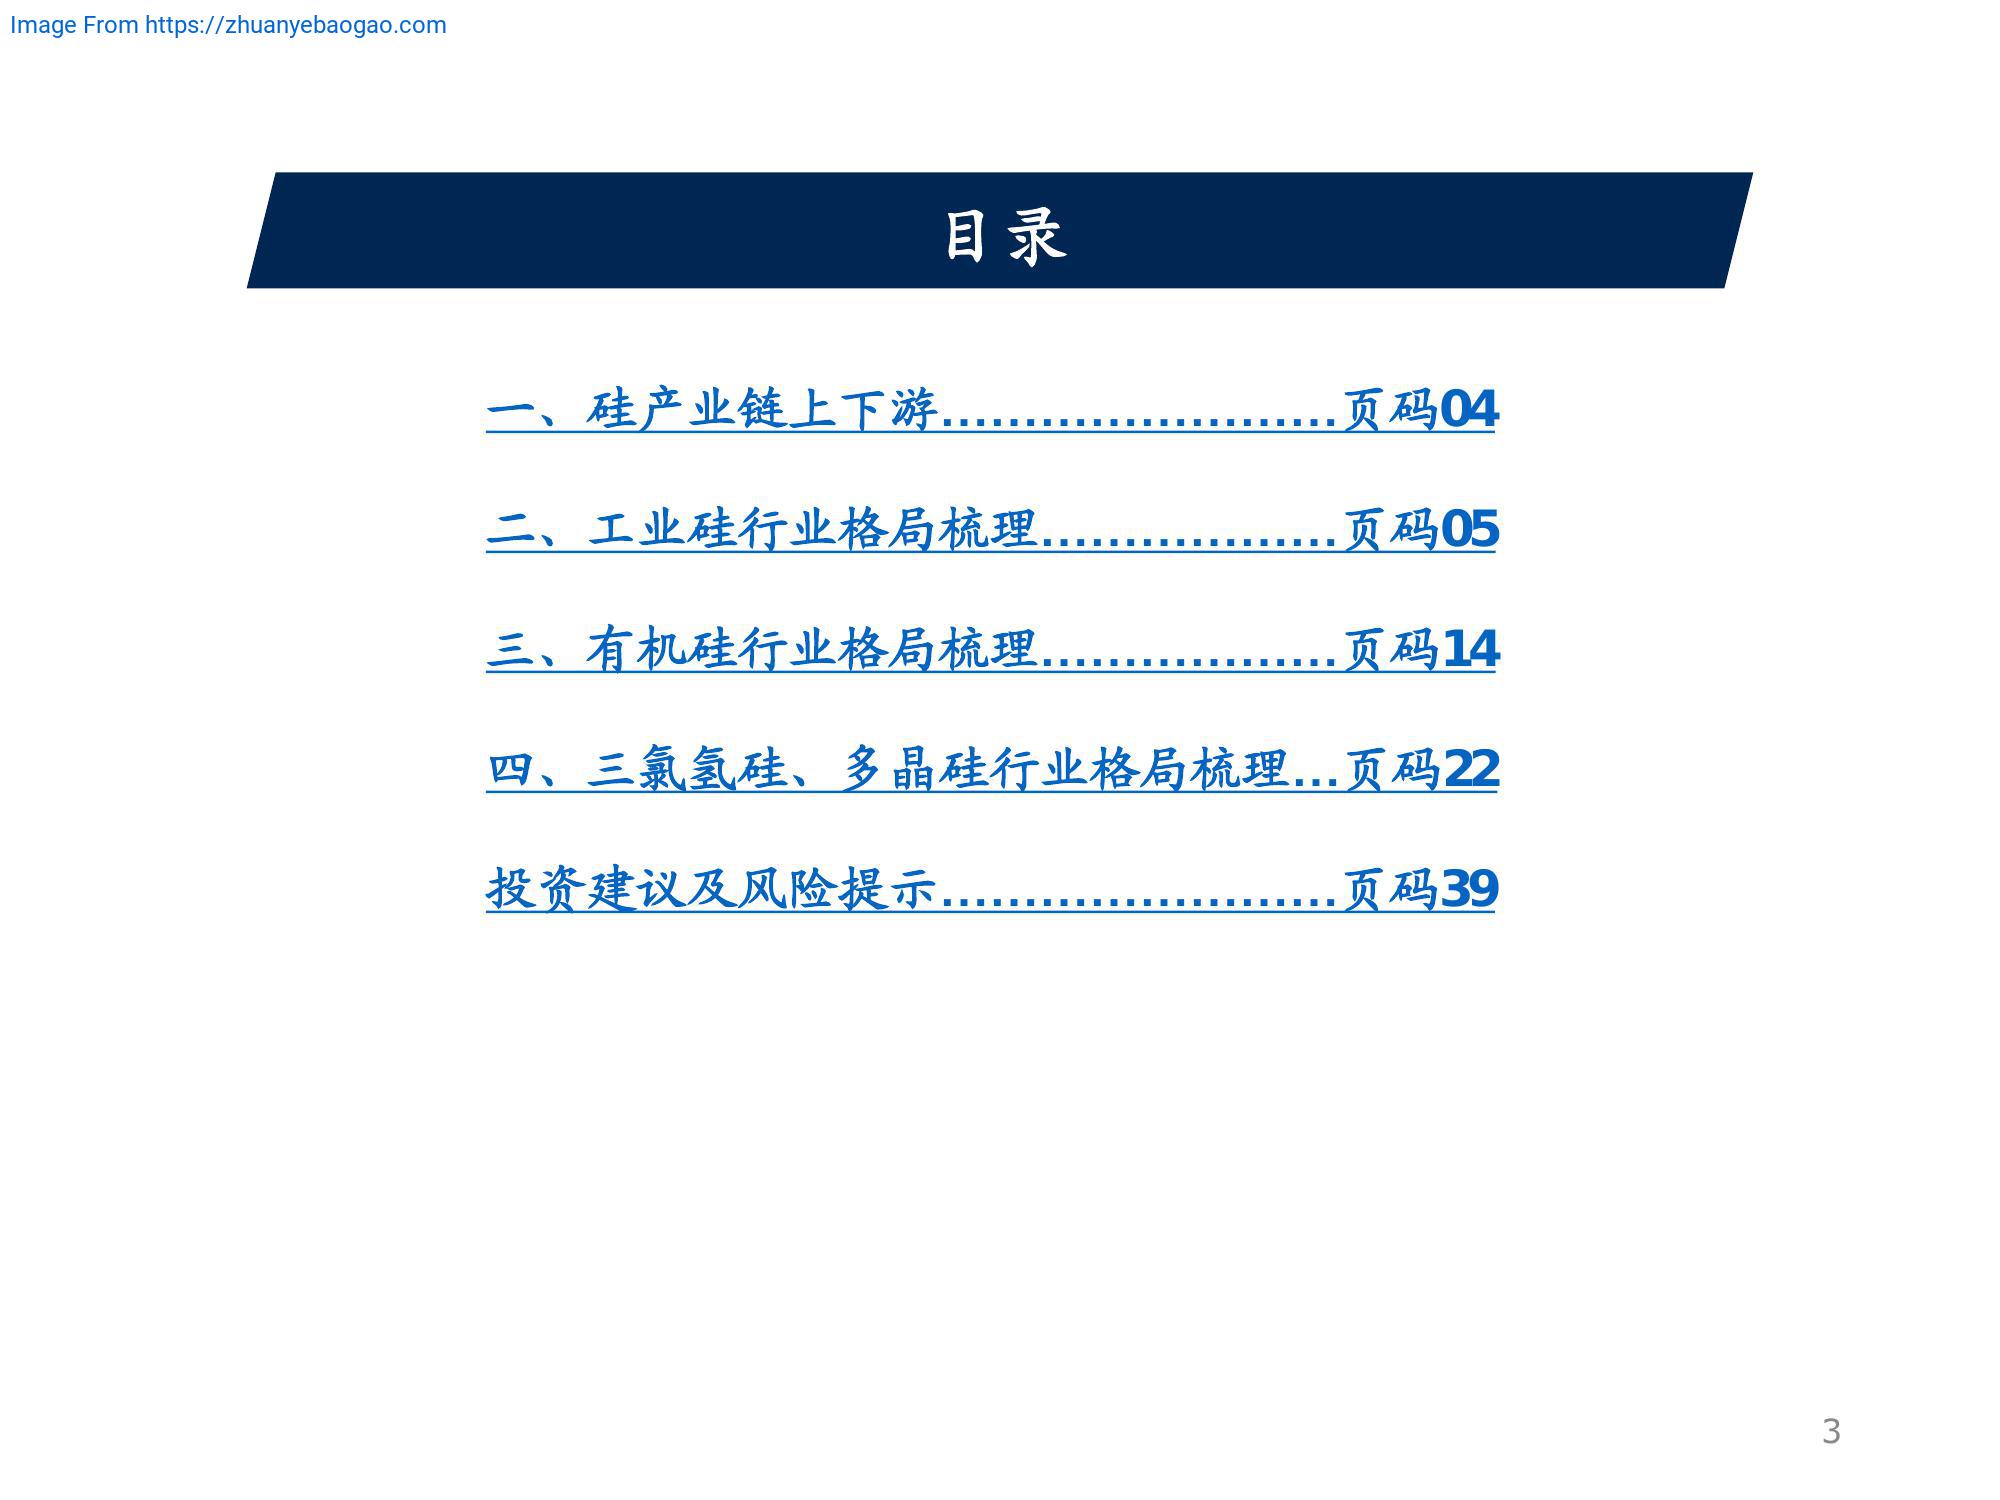 Image From https://zhuanyebaogao.com
目录
一、硅产业链上下游........................页码04
二、工业硅行业格局梳理..................页码05
三、有机硅行业格局梳理..................页码14
四、三氯氢硅、多晶硅行业格局梳理...页码22
投资建议及风险提示........................页码39
3